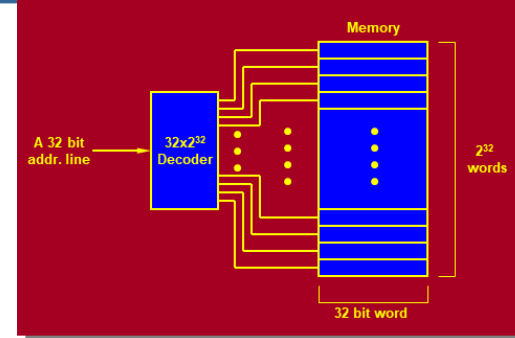 Memory
A 32 bit
addr. line
32x2³²
Decoder
2³²
words
32 bit word